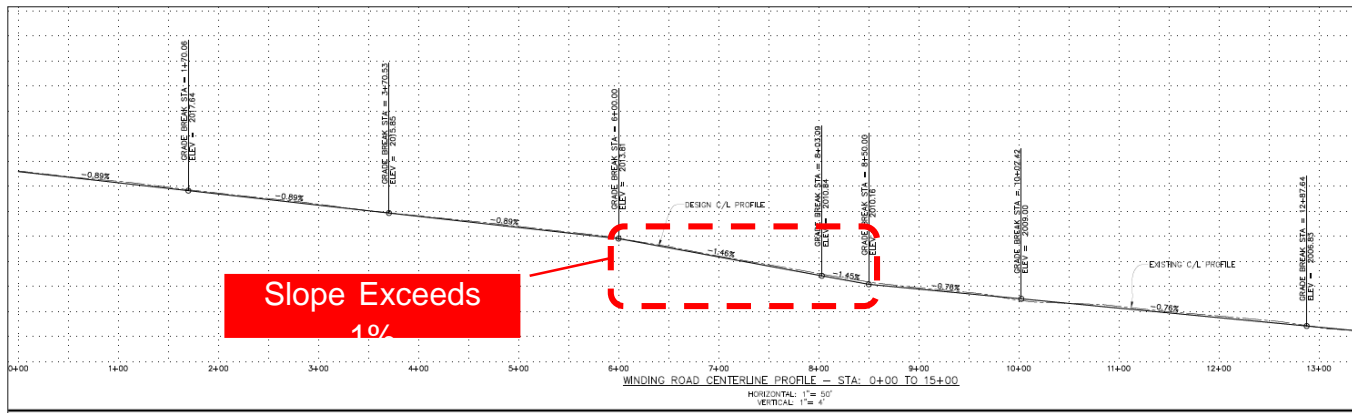 GRADE BREAK STA = 1+70.06
ELEV = 2017.64
GRADE BREAK STA = 3+70.53
ELEV = 2015.85
GRADE BREAK STA = 6+00.00
ELEV = 2013.81
GRADE BREAK STA = 8+03.09
ELEV = 2010.84
GRADE BREAK STA = 8+50.00
ELEV = 2010.16
GRADE BREAK STA = 10+02.42
ELEV = 2009.00
GRADE BREAK STA = 12+87.64
ELEV = 2006.83
-0.89%
-0.89%
-0.89%
DESIGN C/L PROFILE
-1.46%
-1.45%
-0.76%
EXISTING C/L PROFILE
-0.76%
Slope Exceeds
1%
0+00 1+00 2+00 3+00 4+00 5+00 6+00 7+00 8+00 9+00 10+00 11+00 12+00 13+00
WINDING ROAD CENTERLINE PROFILE – STA: 0+00 TO 15+00
HORIZONTAL: 1"= 50'
VERTICAL: 1"= 4'